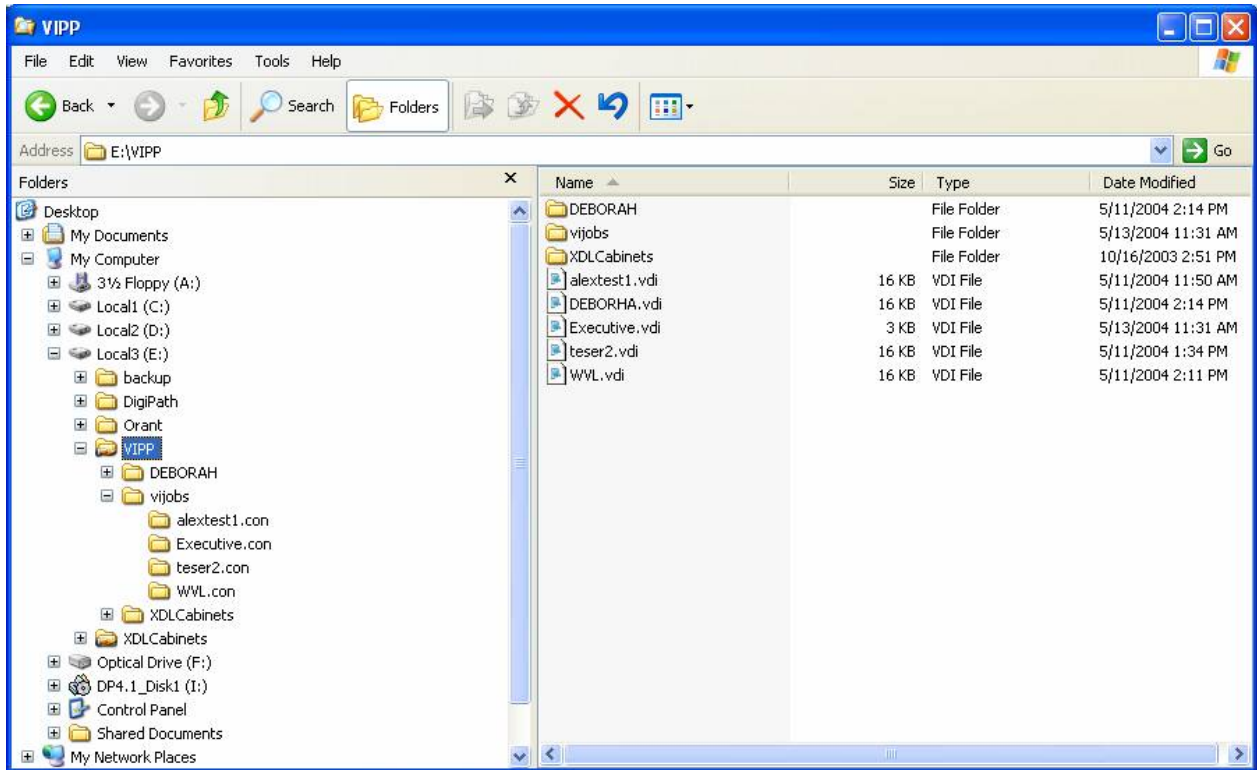 VIPP
File Edit View Favorites Tools Help
Back Search Folders
Address E:\VIPP Go
Folders
Desktop
My Documents
My Computer
3½ Floppy (A:)
Local1 (C:)
Local2 (D:)
Local3 (E:)
backup
DigiPath
Orant
VIPP
DEBORAH
vijobs
alextest1.con
Executive.con
teser2.con
WVL.con
XDLCabinets
XDLCabinets
Optical Drive (F:)
DP4.1_Disk1 (I:)
Control Panel
Shared Documents
My Network Places
Name Size Type Date Modified
DEBORAH File Folder 5/11/2004 2:14 PM
vijobs File Folder 5/13/2004 11:31 AM
XDLCabinets File Folder 10/16/2003 2:51 PM
alextest1.vdi 16 KB VDI File 5/11/2004 11:50 AM
DEBORHA.vdi 16 KB VDI File 5/11/2004 2:14 PM
Executive.vdi 3 KB VDI File 5/13/2004 11:31 AM
teser2.vdi 16 KB VDI File 5/11/2004 1:34 PM
WVL.vdi 16 KB VDI File 5/11/2004 2:11 PM